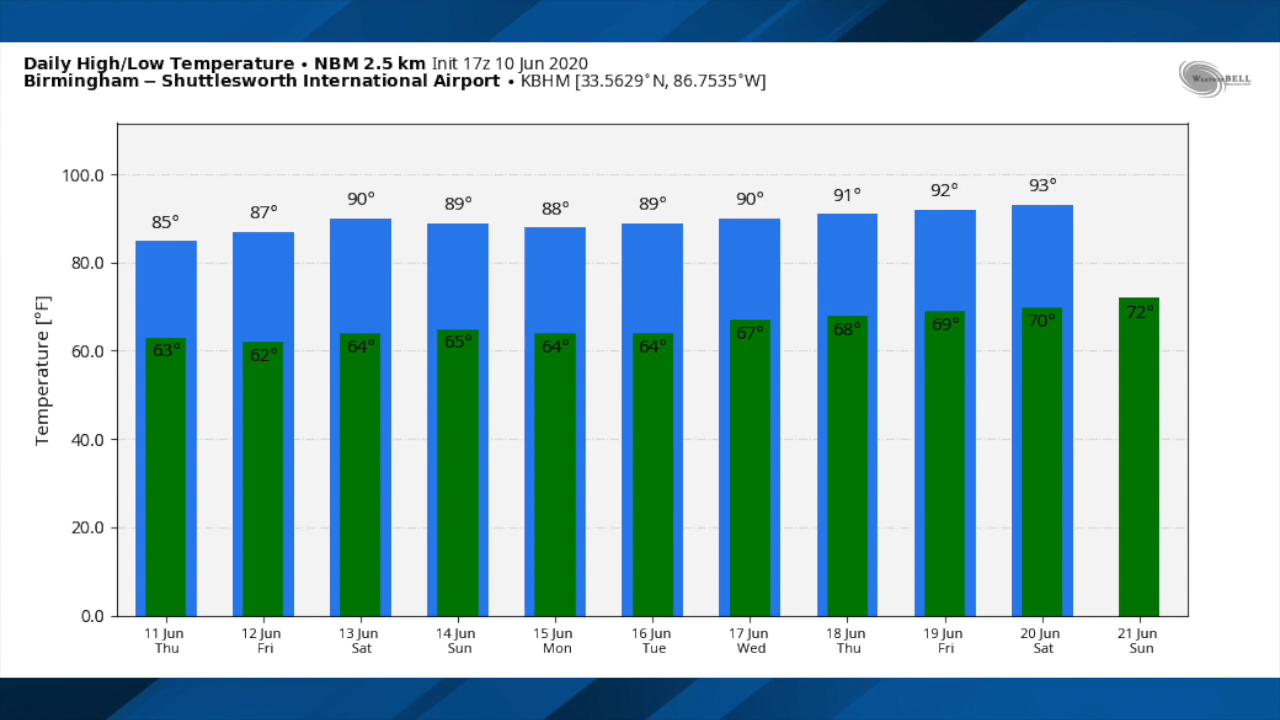 Daily High/Low Temperature • NBM 2.5 km Init 17z 10 Jun 2020
Birmingham – Shuttlesworth International Airport • KBHM [33.5629°N, 86.7535°W]
WeatherBELL
Temperature [°F]
100.0
80.0
60.0
40.0
20.0
0.0
85° 87° 90° 89° 88° 89° 90° 91° 92° 93°
63° 62° 64° 65° 64° 64° 67° 68° 69° 70° 72°
11 Jun 12 Jun 13 Jun 14 Jun 15 Jun 16 Jun 17 Jun 18 Jun 19 Jun 20 Jun 21 Jun
Thu Fri Sat Sun Mon Tue Wed Thu Fri Sat Sun